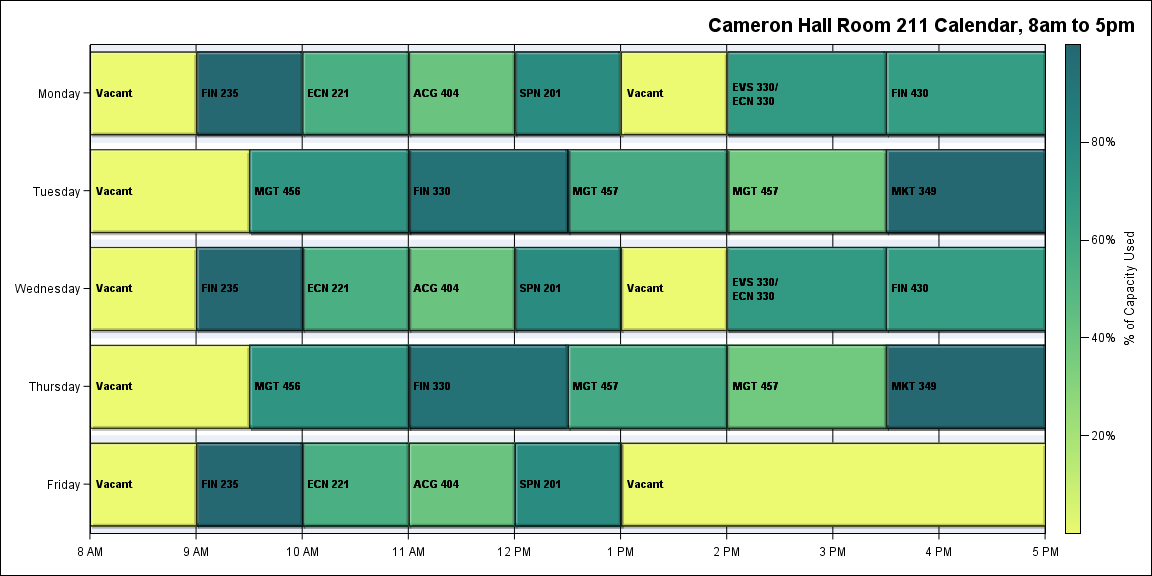 Cameron Hall Room 211 Calendar, 8am to 5pm
Monday
Vacant
FIN 235
ECN 221
ACG 404
SPN 201
Vacant
EVS 330/
ECN 330
FIN 430
Tuesday
Vacant
MGT 456
FIN 330
MGT 457
MGT 457
MKT 349
Wednesday
Vacant
FIN 235
ECN 221
ACG 404
SPN 201
Vacant
EVS 330/
ECN 330
FIN 430
Thursday
Vacant
MGT 456
FIN 330
MGT 457
MGT 457
MKT 349
Friday
Vacant
FIN 235
ECN 221
ACG 404
SPN 201
Vacant
8 AM
9 AM
10 AM
11 AM
12 PM
1 PM
2 PM
3 PM
4 PM
5 PM
80%
60%
40%
20%
% of Capacity Used